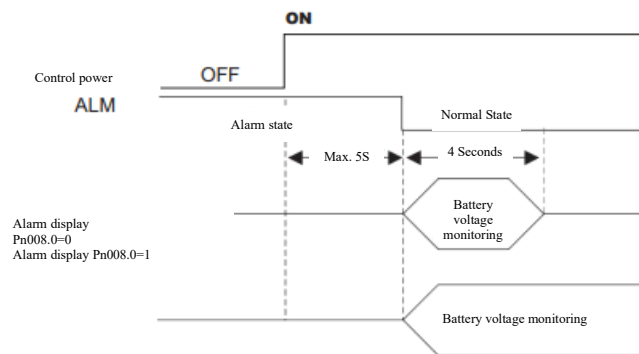 ON
Control power
OFF
ALM
Alarm state
Normal State
Max. 5S
4 Seconds
Battery
voltage
monitoring
Alarm display
Pn008.0=0
Alarm display Pn008.0=1
Battery voltage monitoring